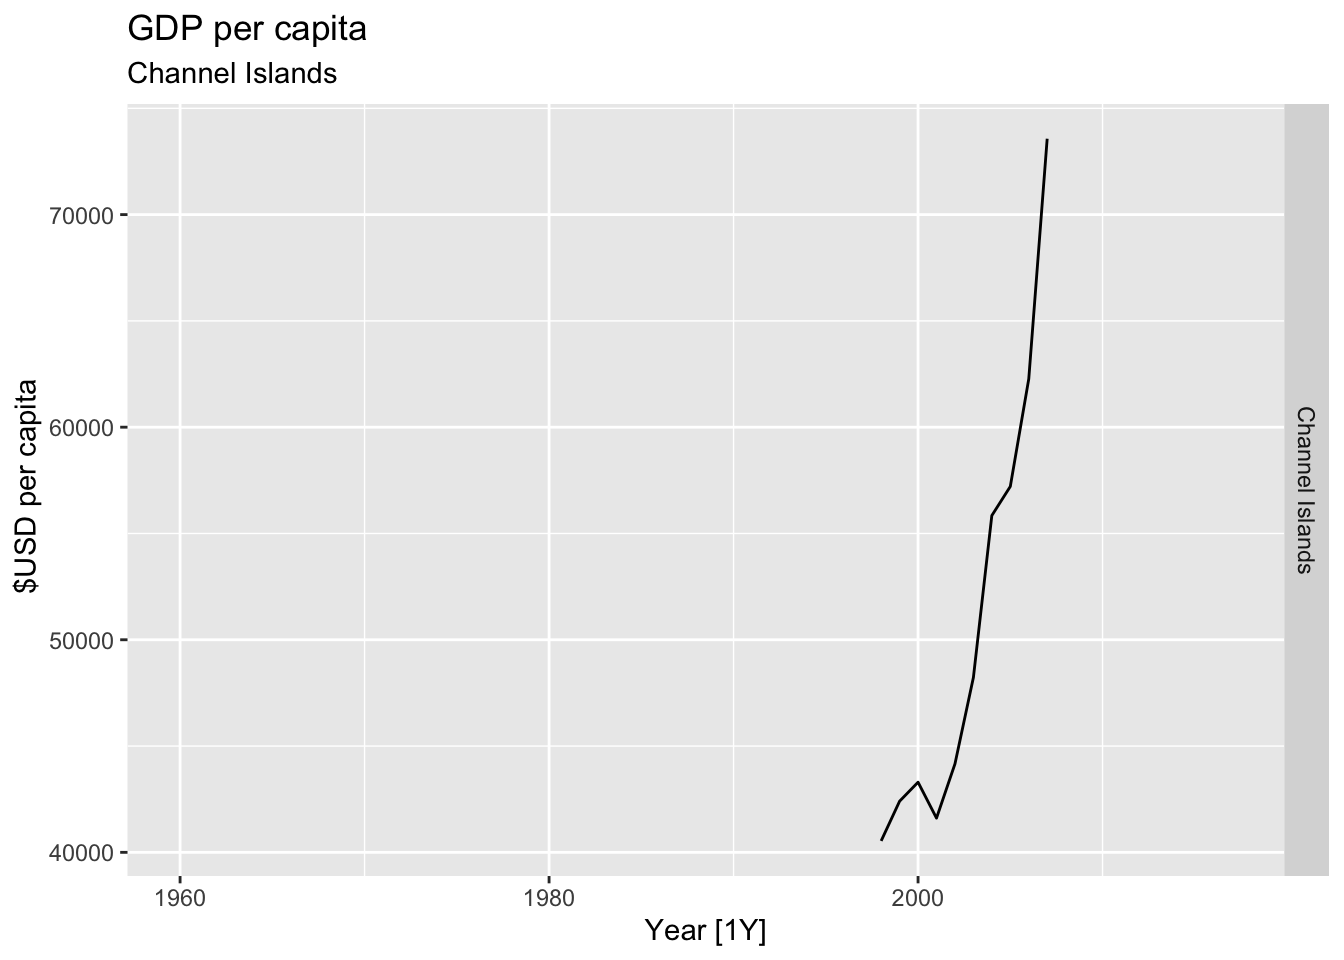 GDP per capita
Channel Islands
$USD per capita
70000
60000
50000
40000
Channel Islands
1960
1980
2000
Year [1Y]